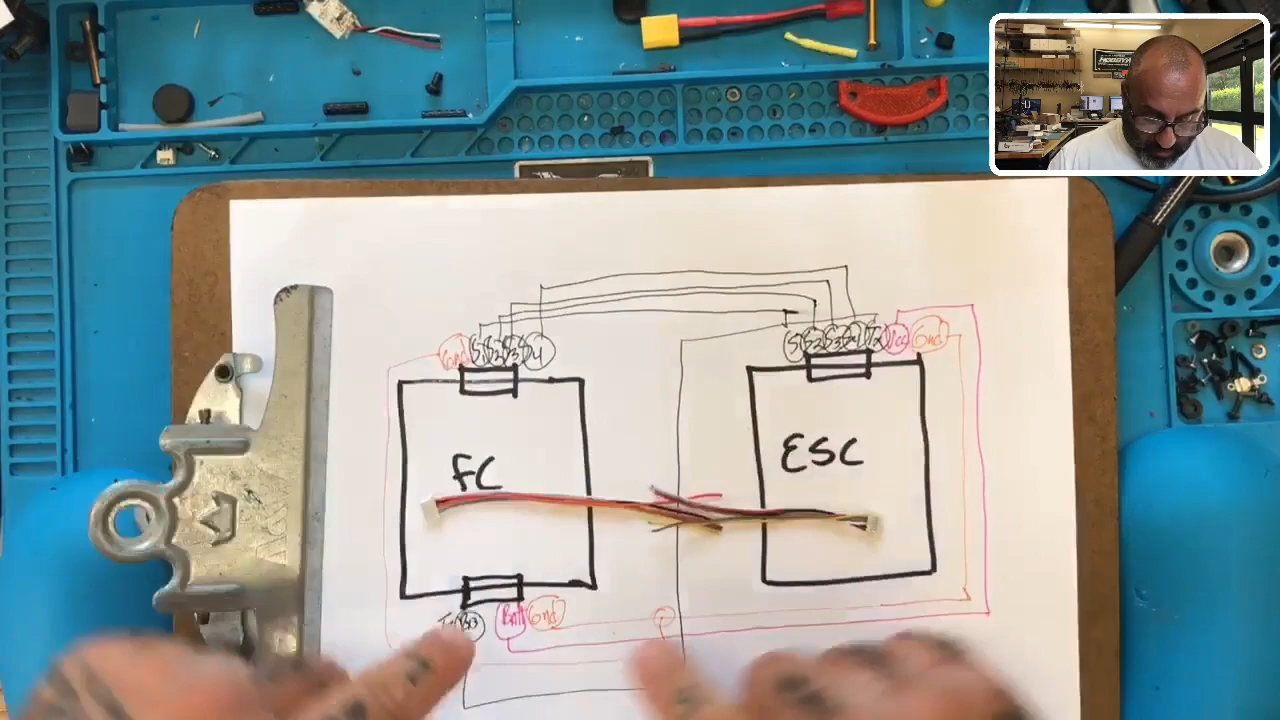 Gnd S1 S2 S3 S4
S1 S2 S3 S4 Vcc Gnd
FC
ESC
Batt Gnd